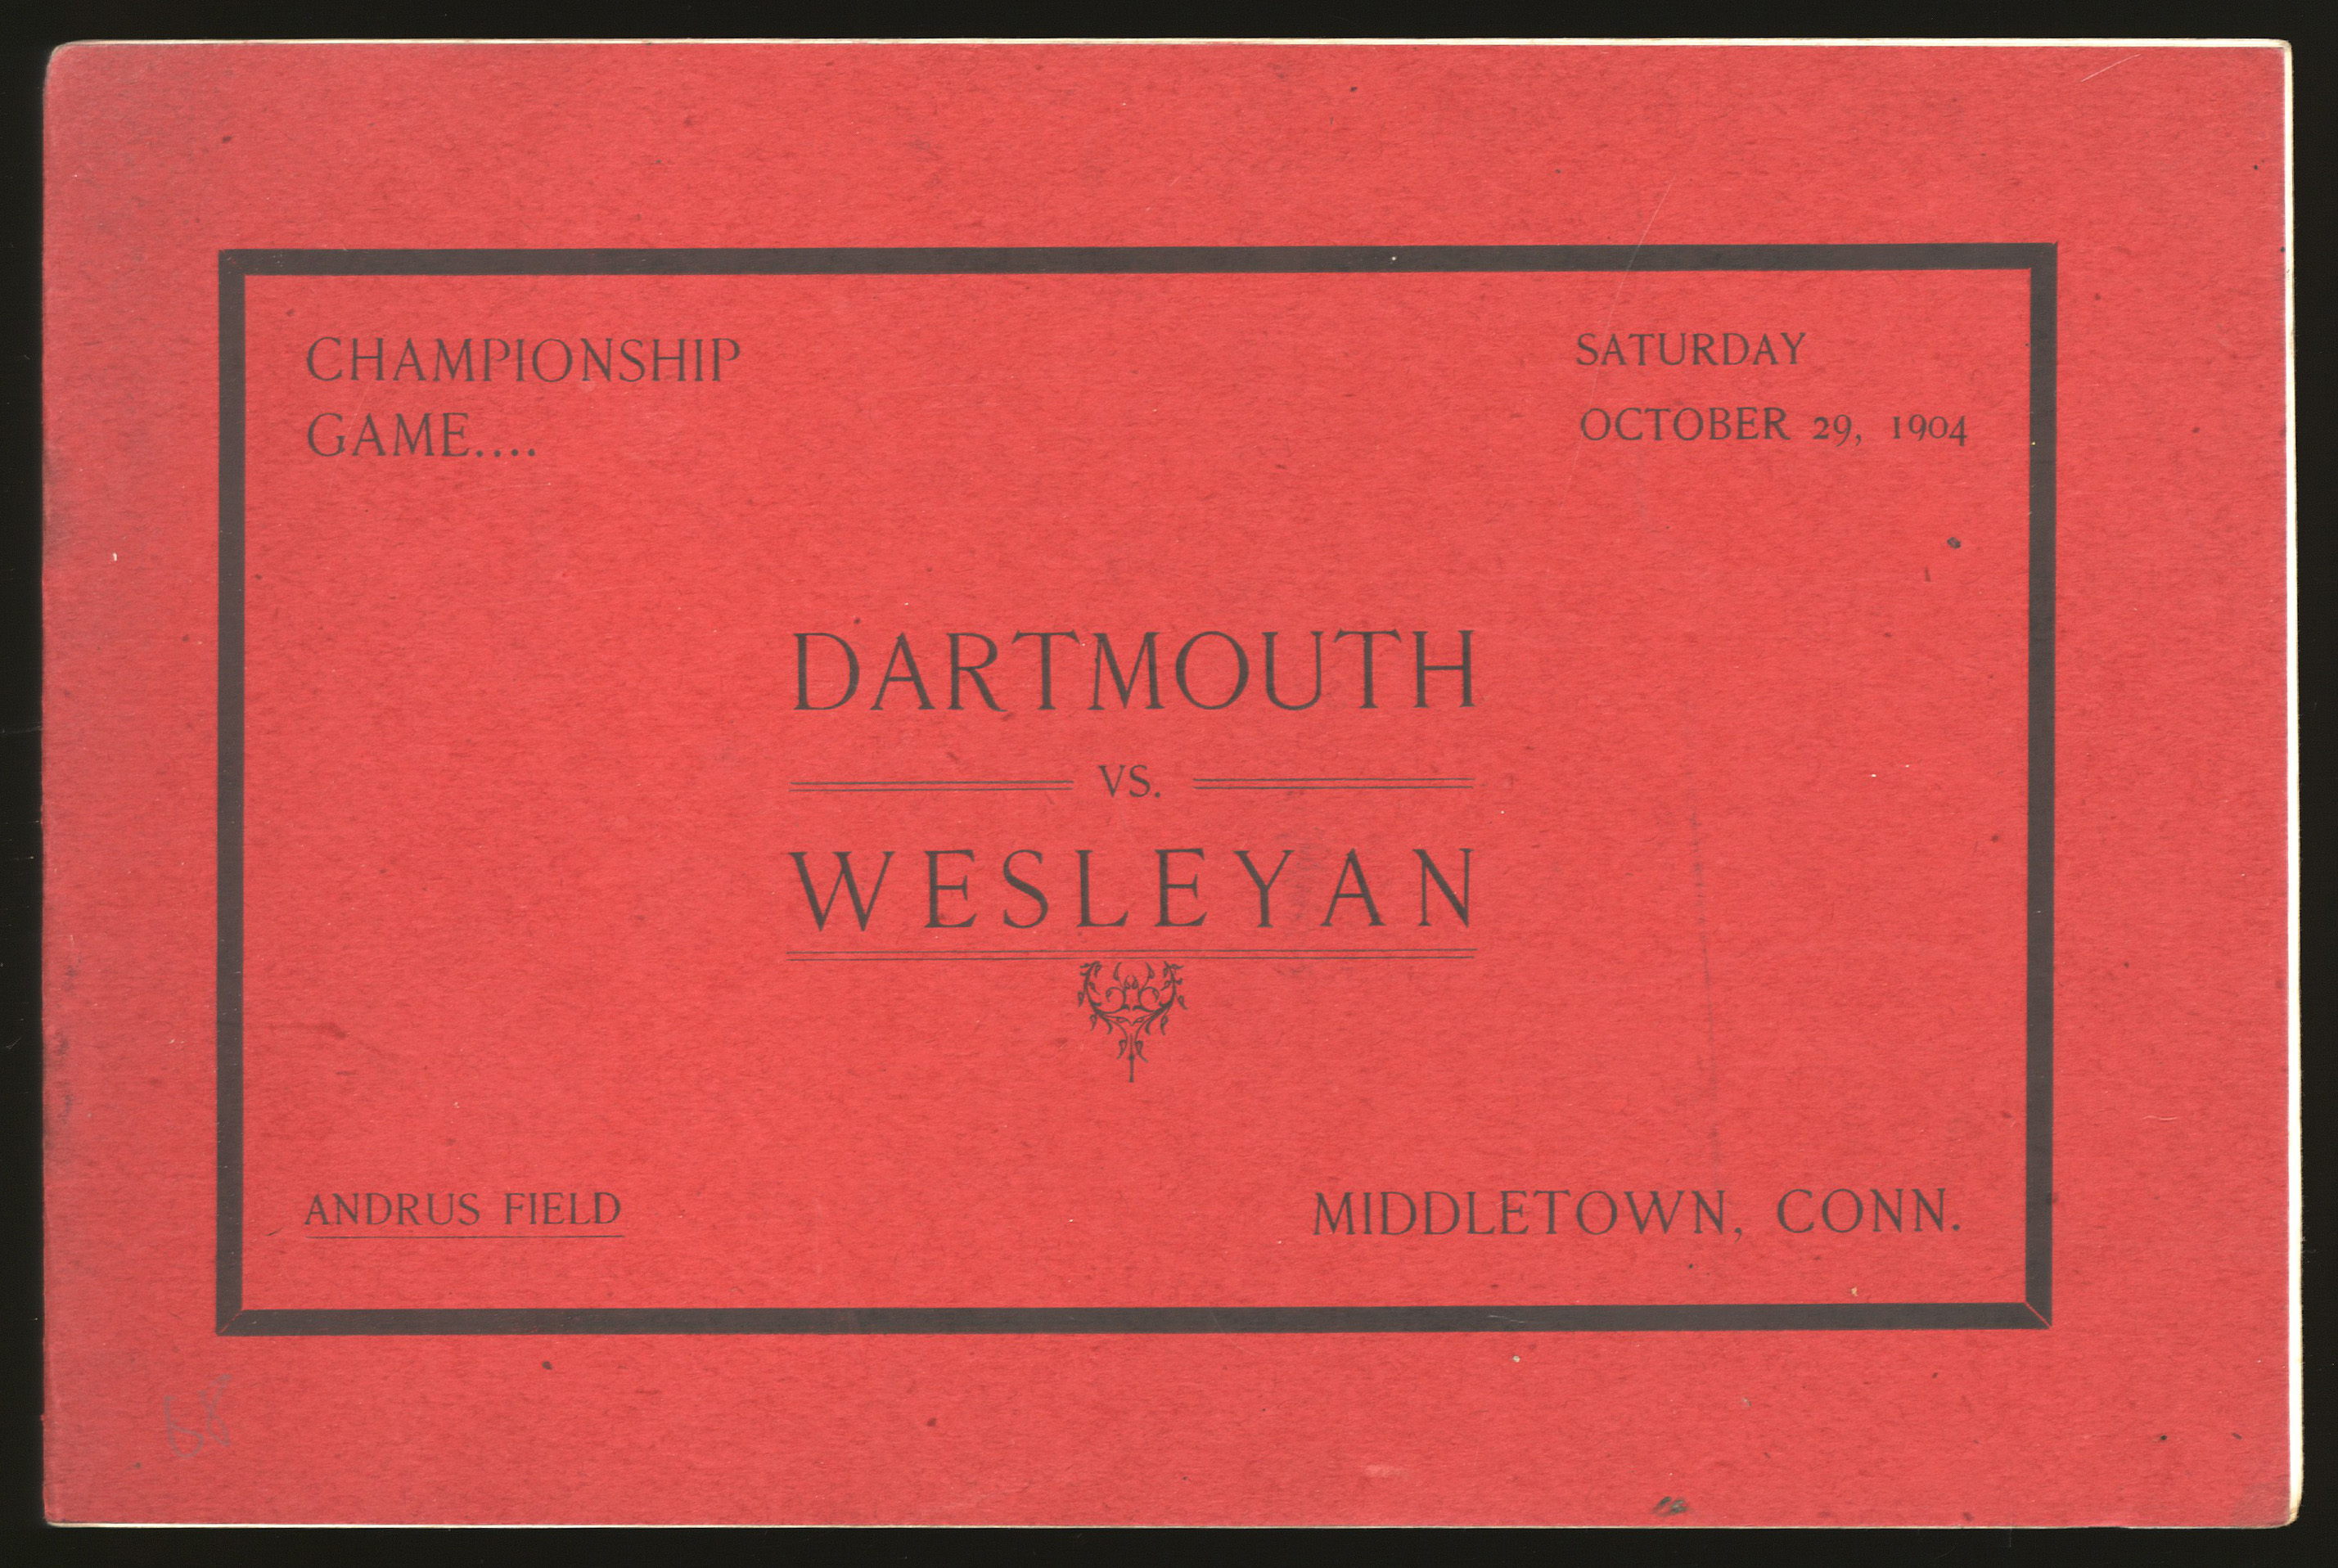 CHAMPIONSHIP
GAME....
SATURDAY
OCTOBER 29, 1904
DARTMOUTH
VS.
WESLEYAN
ANDRUS FIELD
MIDDLETOWN, CONN.